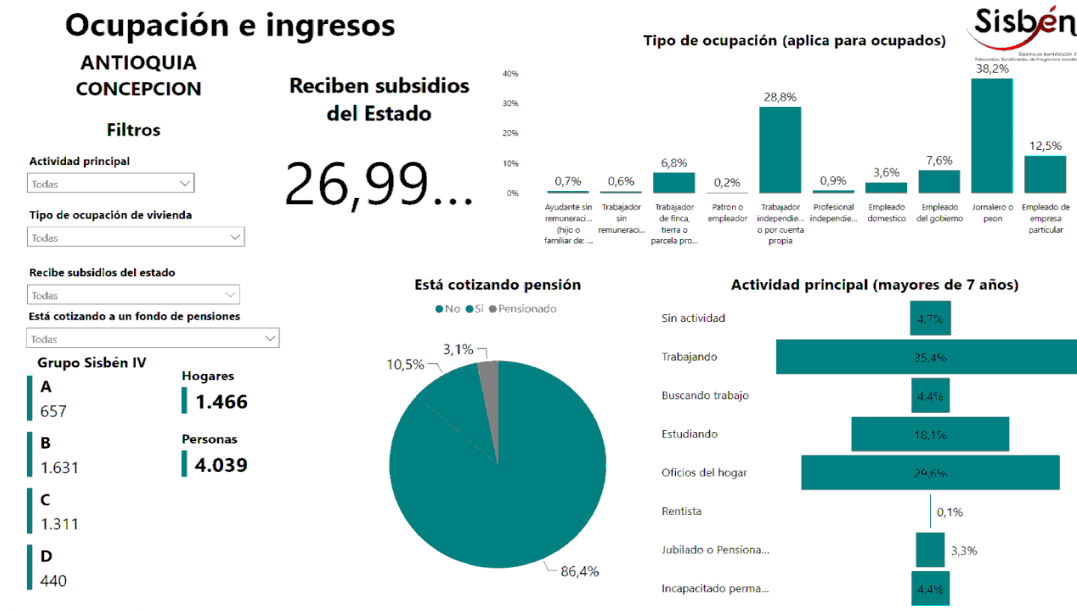 Ocupación e ingresos
ANTIOQUIA
CONCEPCION
Filtros
Actividad principal
Todas
Tipo de ocupación de vivienda
Todas
Recibe subsidios del estado
Todas
Está cotizando a un fondo de pensiones
Todas
Grupo Sisbén IV
A
657
B
1.631
C
1.311
D
440
Hogares
1.466
Personas
4.039
Reciben subsidios
del Estado
26,99...
Tipo de ocupación (aplica para ocupados)
Sisbén
40%
30%
20%
10%
0%
0,7%
0,6%
6,8%
0,2%
28,8%
0,9%
3,6%
7,6%
38,2%
12,5%
Ayudante sin
remuneraci...
(hijo o
familiar de: ...
Trabajador
sin
remuneraci...
Trabajador
de finca,
tierra o
parcela pro...
Patron o
empleador
Trabajador
independie...
o por cuenta
propia
Profesional
independie...
Empleado
domestico
Empleado
del gobierno
Jornalero o
peon
Empleado de
empresa
particular
Está cotizando pensión
No Sí Pensionado
3,1%
10,5%
86,4%
Actividad principal (mayores de 7 años)
Sin actividad 4,7%
Trabajando 35,4%
Buscando trabajo 4,4%
Estudiando 18,1%
Oficios del hogar 29,6%
Rentista 0,1%
Jubilado o Pensiona... 3,3%
Incapacitado perma... 4,4%